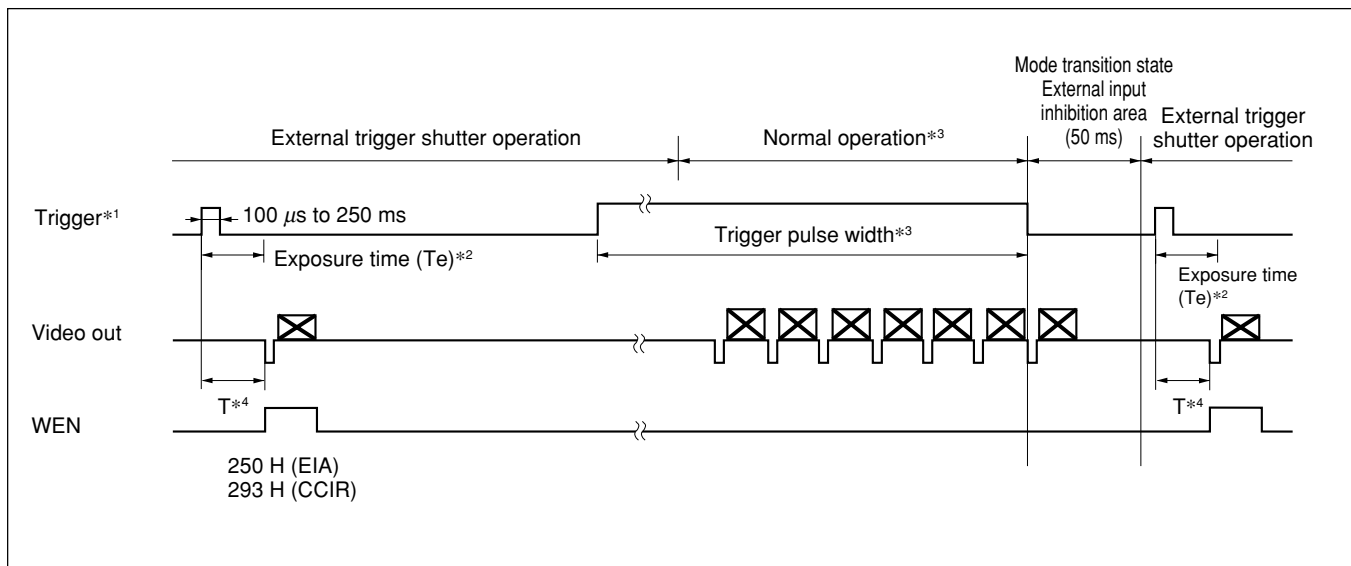 Mode transition state
External input
inhibition area
(50 ms)
External trigger shutter operation
Normal operation*3
External trigger
shutter operation
Trigger*1
100 μs to 250 ms
Trigger pulse width*3
Exposure time (Te)*2
Exposure time
(Te)*2
Video out
T*4
T*4
WEN
250 H (EIA)
293 H (CCIR)